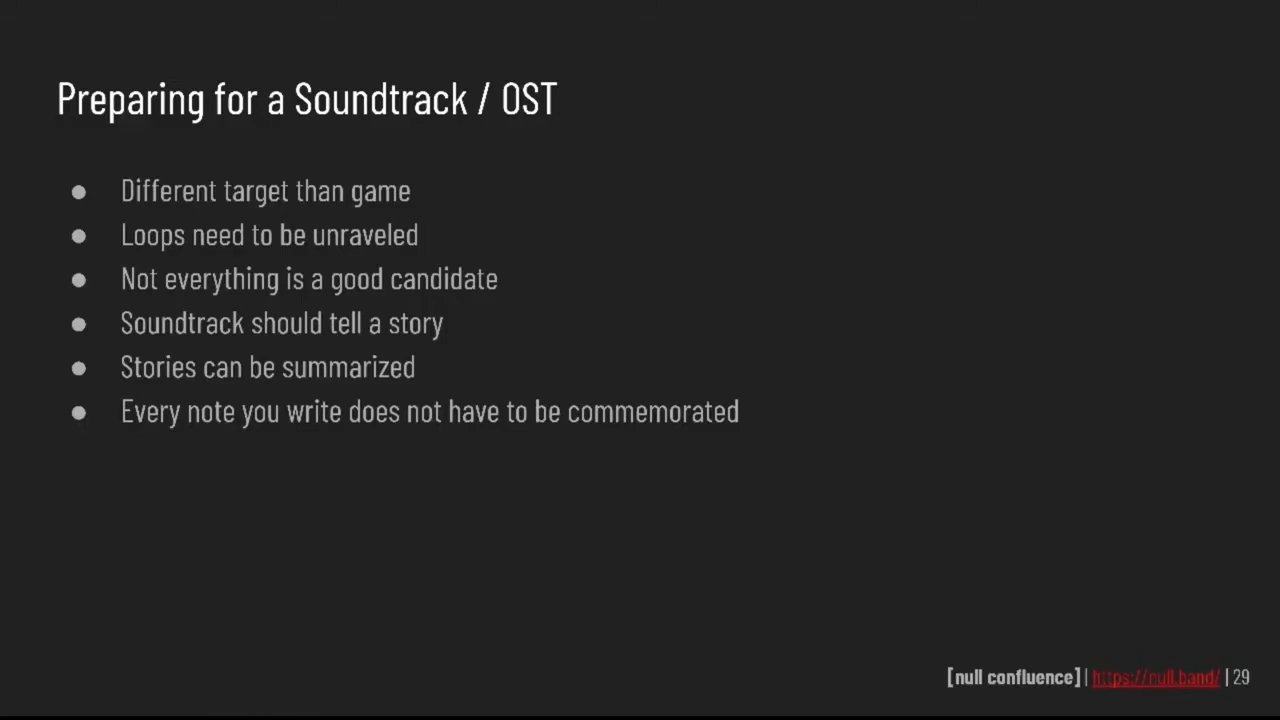 Preparing for a Soundtrack / OST
● Different target than game
● Loops need to be unraveled
● Not everything is a good candidate
● Soundtrack should tell a story
● Stories can be summarized
● Every note you write does not have to be commemorated
[null confluence] | https://null.band/ | 29